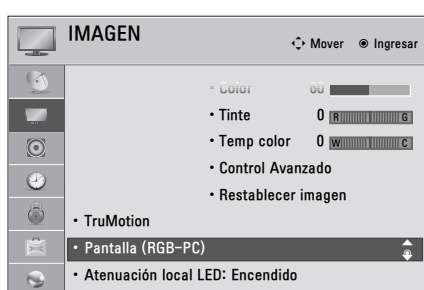 IMAGEN
Mover Ingresar
• Color 60
• Tinte 0 R G
• Temp color 0 W C
• Control Avanzado
• Restablecer imagen
• TruMotion
• Pantalla (RGB-PC)
• Atenuación local LED: Encendido